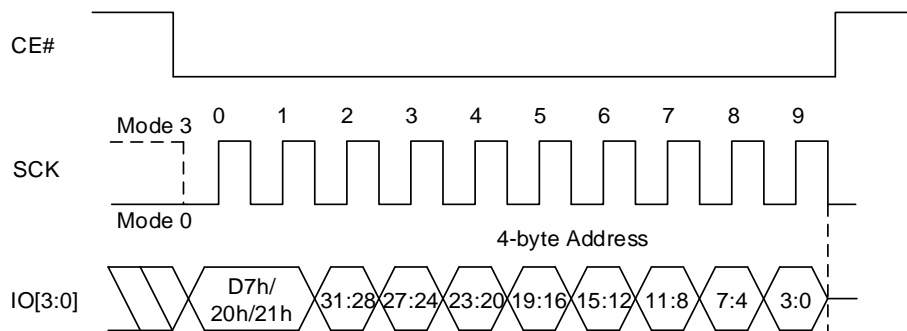 CE#
0 1 2 3 4 5 6 7 8 9
Mode 3
SCK
Mode 0
4-byte Address
IO[3:0]
D7h/
20h/21h
31:28 27:24 23:20 19:16 15:12 11:8 7:4 3:0